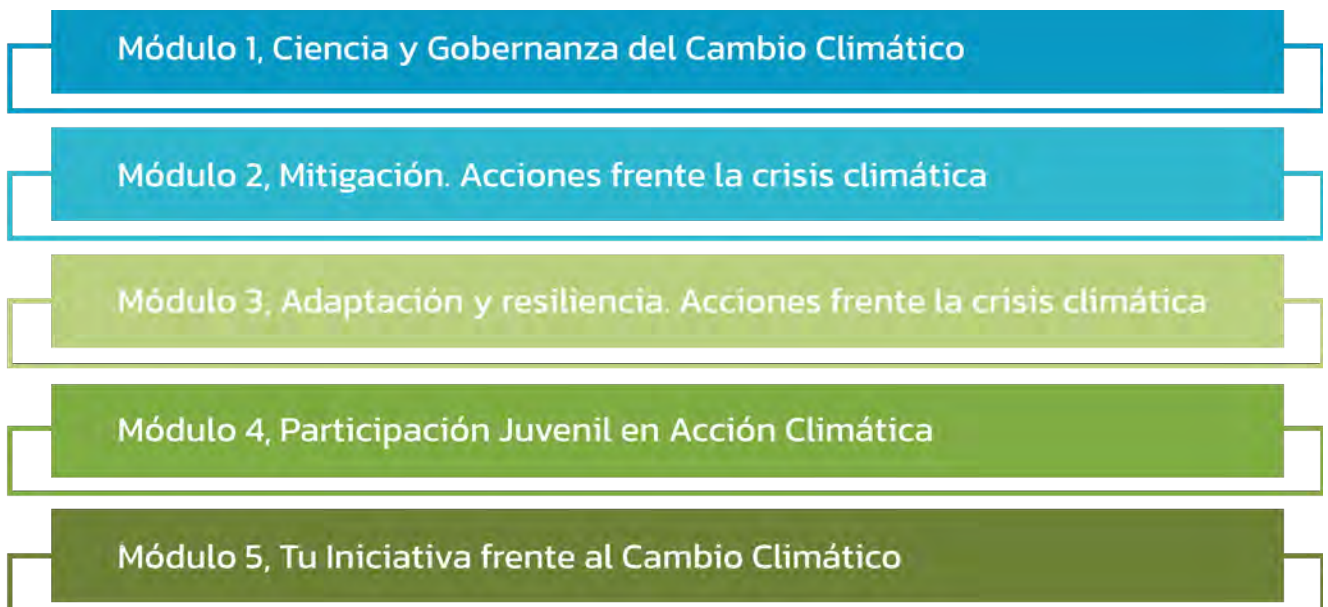 Módulo 1, Ciencia y Gobernanza del Cambio Climático
Módulo 2, Mitigación. Acciones frente la crisis climática
Módulo 3, Adaptación y resiliencia. Acciones frente la crisis climática
Módulo 4, Participación Juvenil en Acción Climática
Módulo 5, Tu Iniciativa frente al Cambio Climático